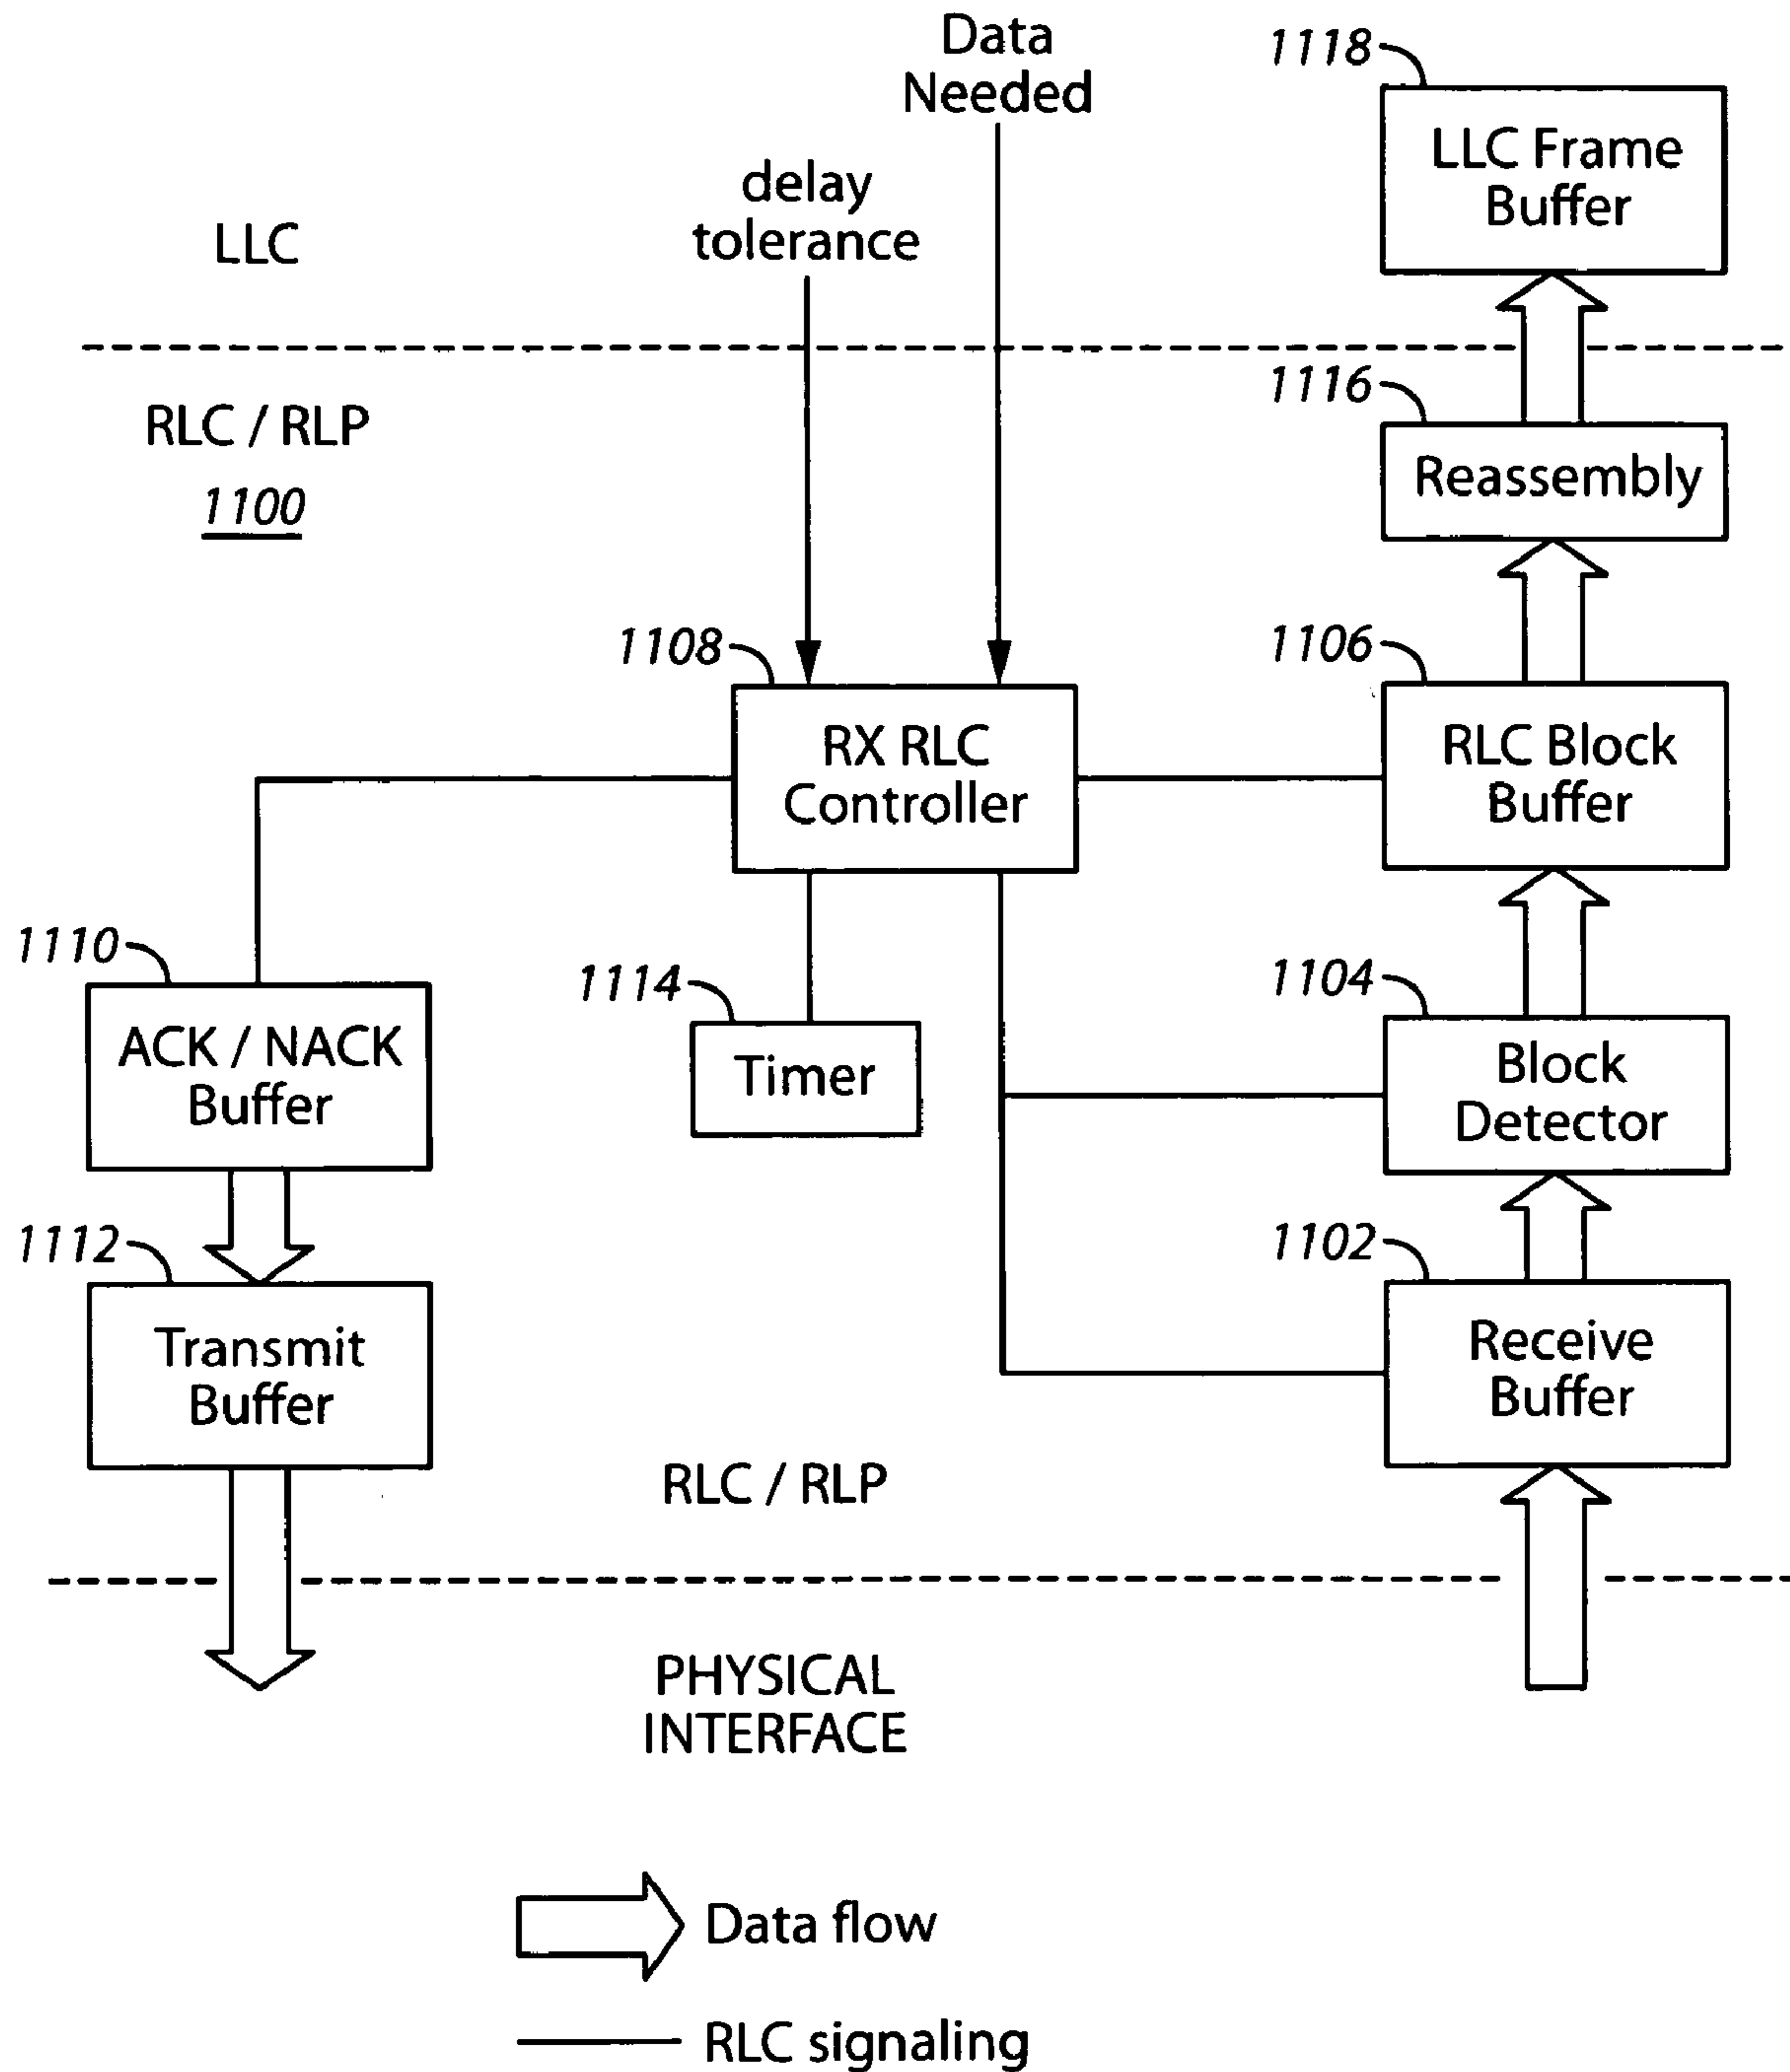 Data
Needed
1118
LLC Frame
Buffer
delay
tolerance
LLC
1116
RLC / RLP
1100
Reassembly
1108
1106
RX RLC
Controller
RLC Block
Buffer
1110
1114
1104
ACK / NACK
Buffer
Timer
Block
Detector
1112
1102
Transmit
Buffer
Receive
Buffer
RLC / RLP
PHYSICAL
INTERFACE
Data flow
RLC signaling